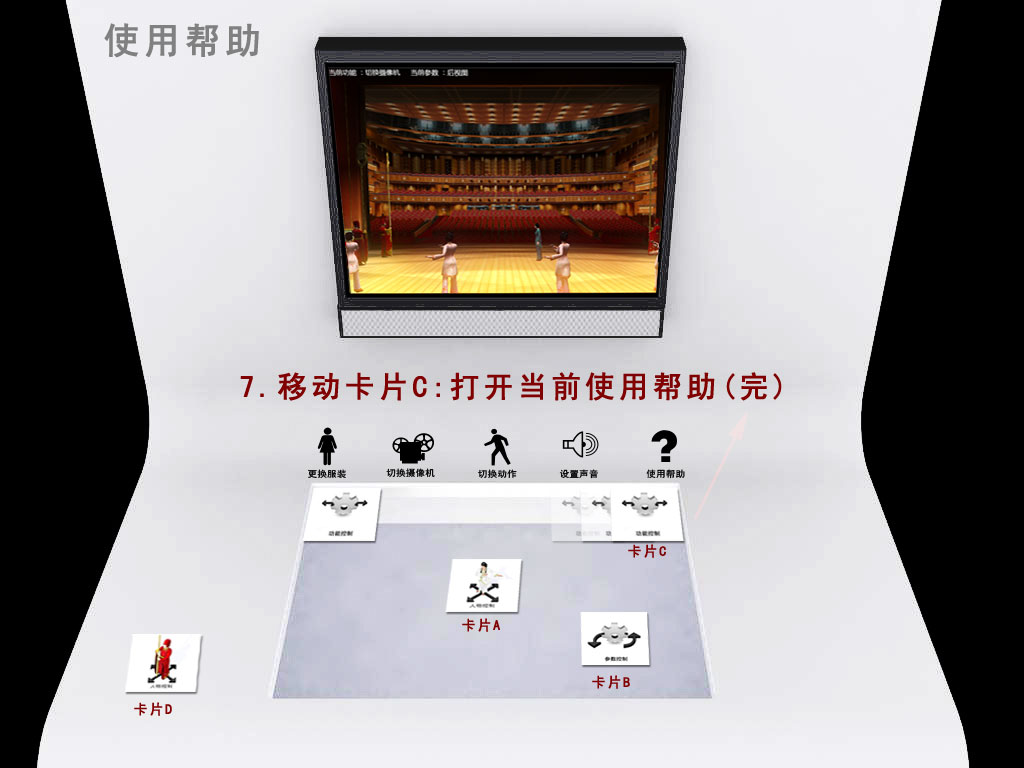 使用帮助
当前功能：切换摄像机 当前参数：后视图
7.移动卡片C:打开当前使用帮助(完)
更换服装 切换摄像机 切换动作 设置声音 使用帮助
功能控制 功能控制
卡片C
人物控制
卡片A
参数控制
卡片B
人物控制
卡片D